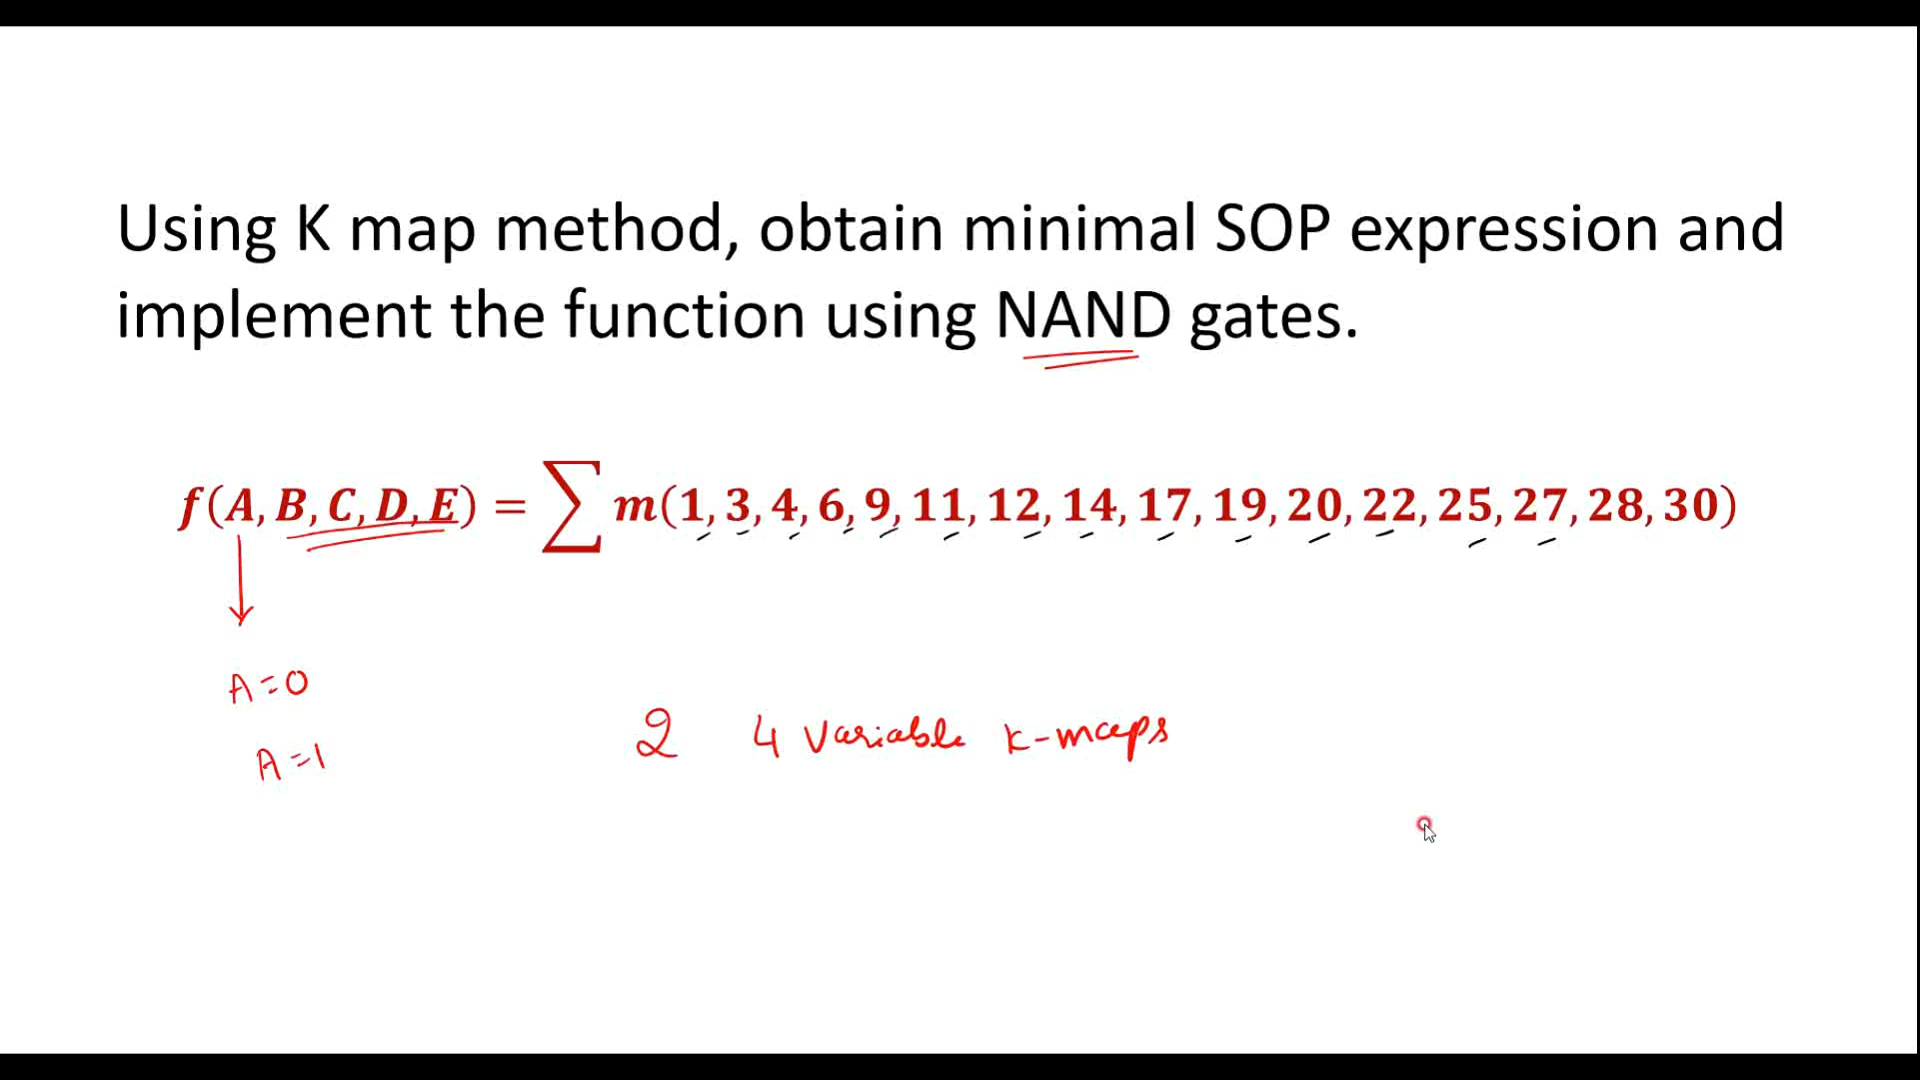 Using K map method, obtain minimal SOP expression and
implement the function using NAND gates.
f(A, B, C, D, E) = ∑ m(1, 3, 4, 6, 9, 11, 12, 14, 17, 19, 20, 22, 25, 27, 28, 30)
A=0
A=1
2 4 variable k-maps